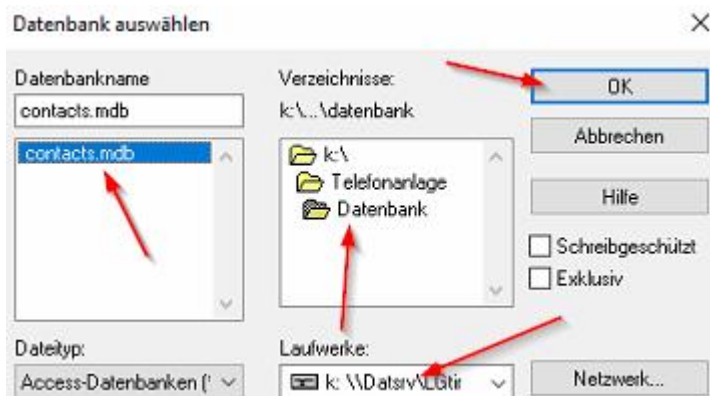 Datenbank auswählen
Datenbankname
contacts.mdb
contacts.mdb
Dateityp:
Access-Datenbanken (
Verzeichnisse:
k:\...\datenbank
k:\
Telefonanlage
Datenbank
Laufwerke:
k: \\Datsrv\
OK
Abbrechen
Hilfe
Schreibgeschützt
Exklusiv
Netzwerk...